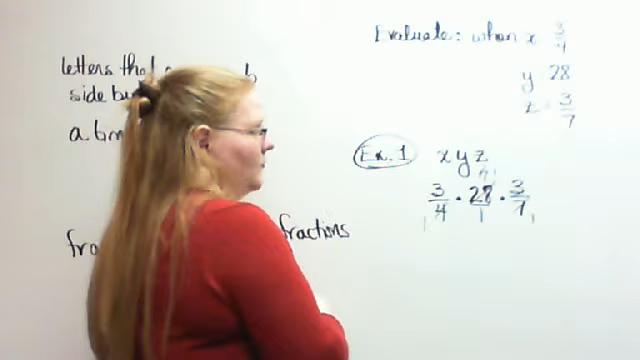 letters that
side by
a b
fractions
Evaluate: when x 3/4
y 28
z = 3/7
Ex. 1 x y z
3/4 · 28/1 · 3/7